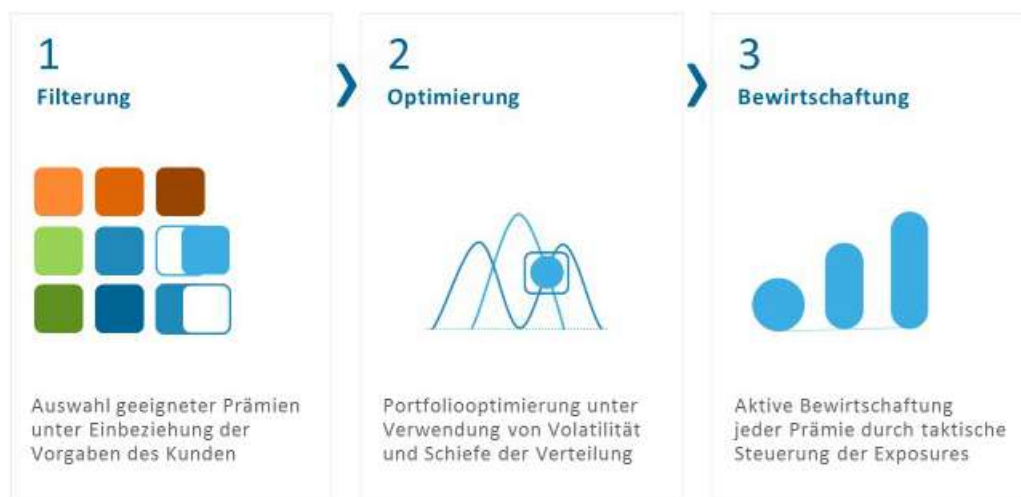 1
Filterung
Auswahl geeigneter Prämien
unter Einbeziehung der
Vorgaben des Kunden
2
Optimierung
Portfoliooptimierung unter
Verwendung von Volatilität
und Schiefe der Verteilung
3
Bewirtschaftung
Aktive Bewirtschaftung
jeder Prämie durch taktische
Steuerung der Exposures